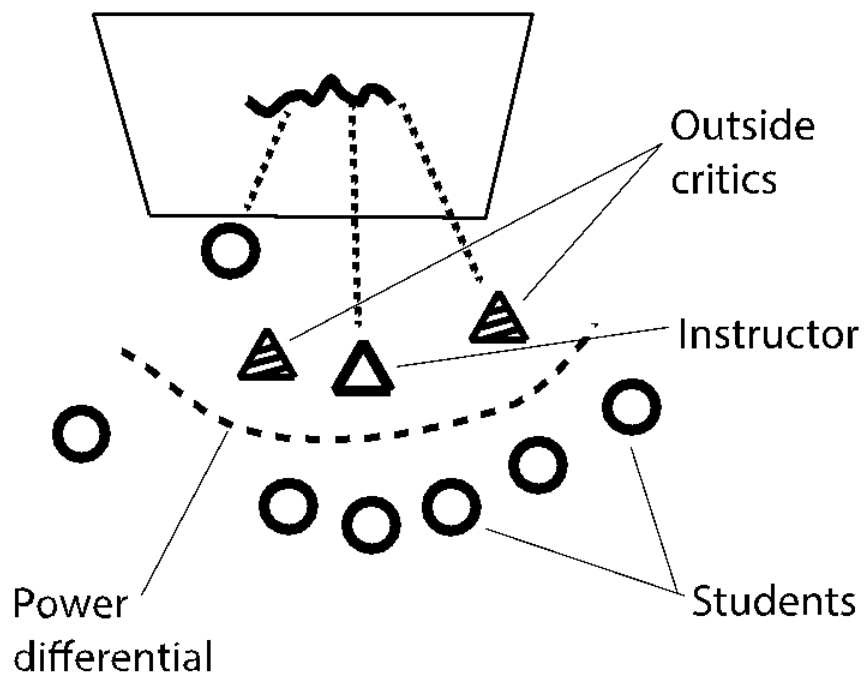 Outside
critics
Instructor
Students
Power
differential